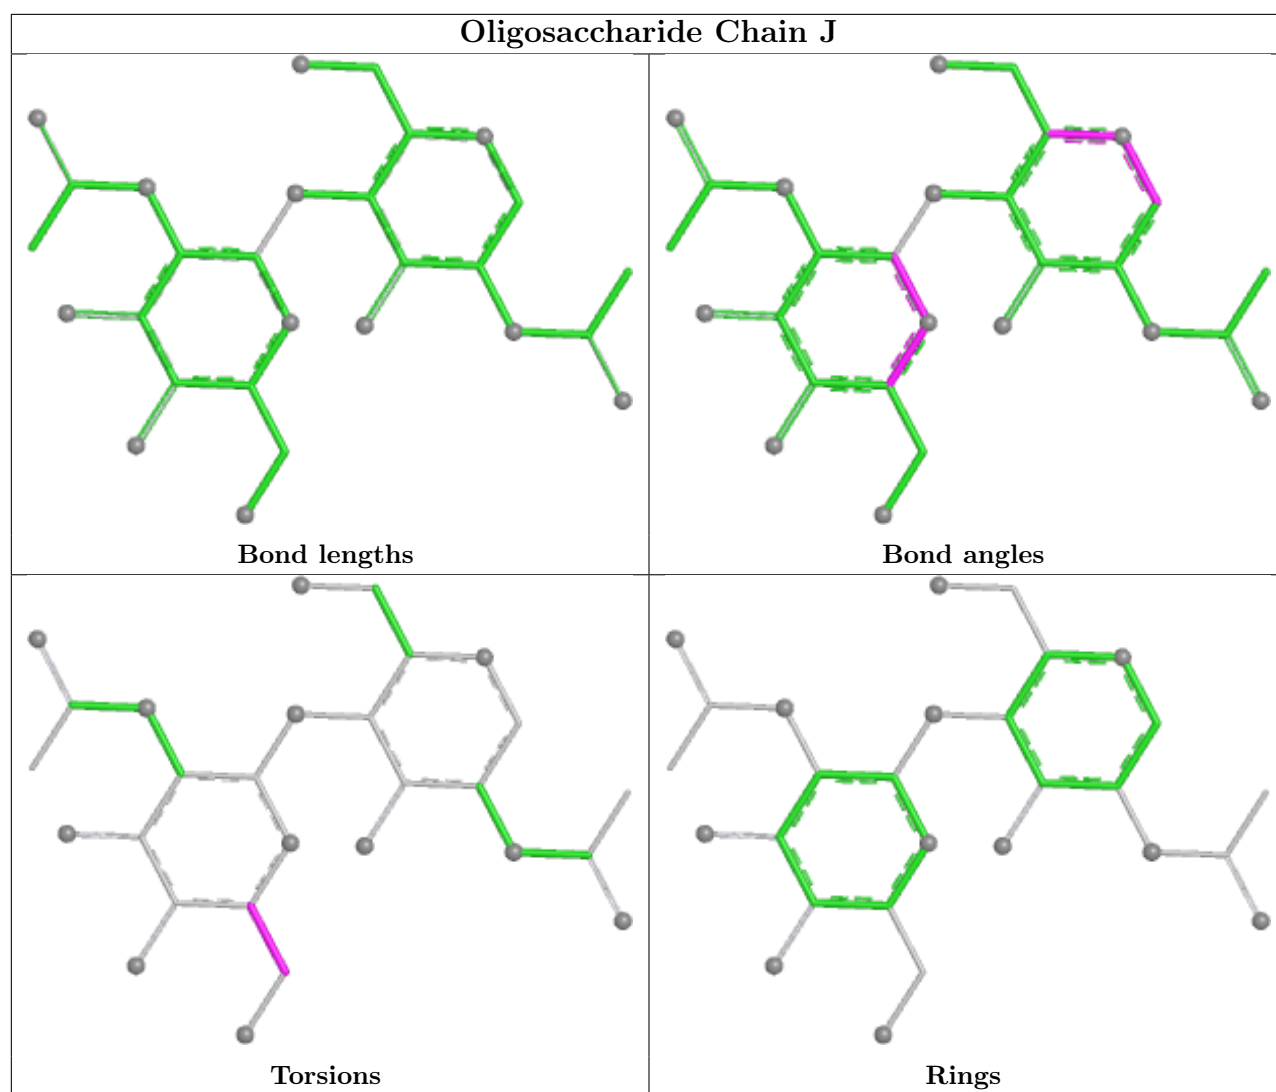 Oligosaccharide Chain J
Bond lengths
Bond angles
Torsions
Rings